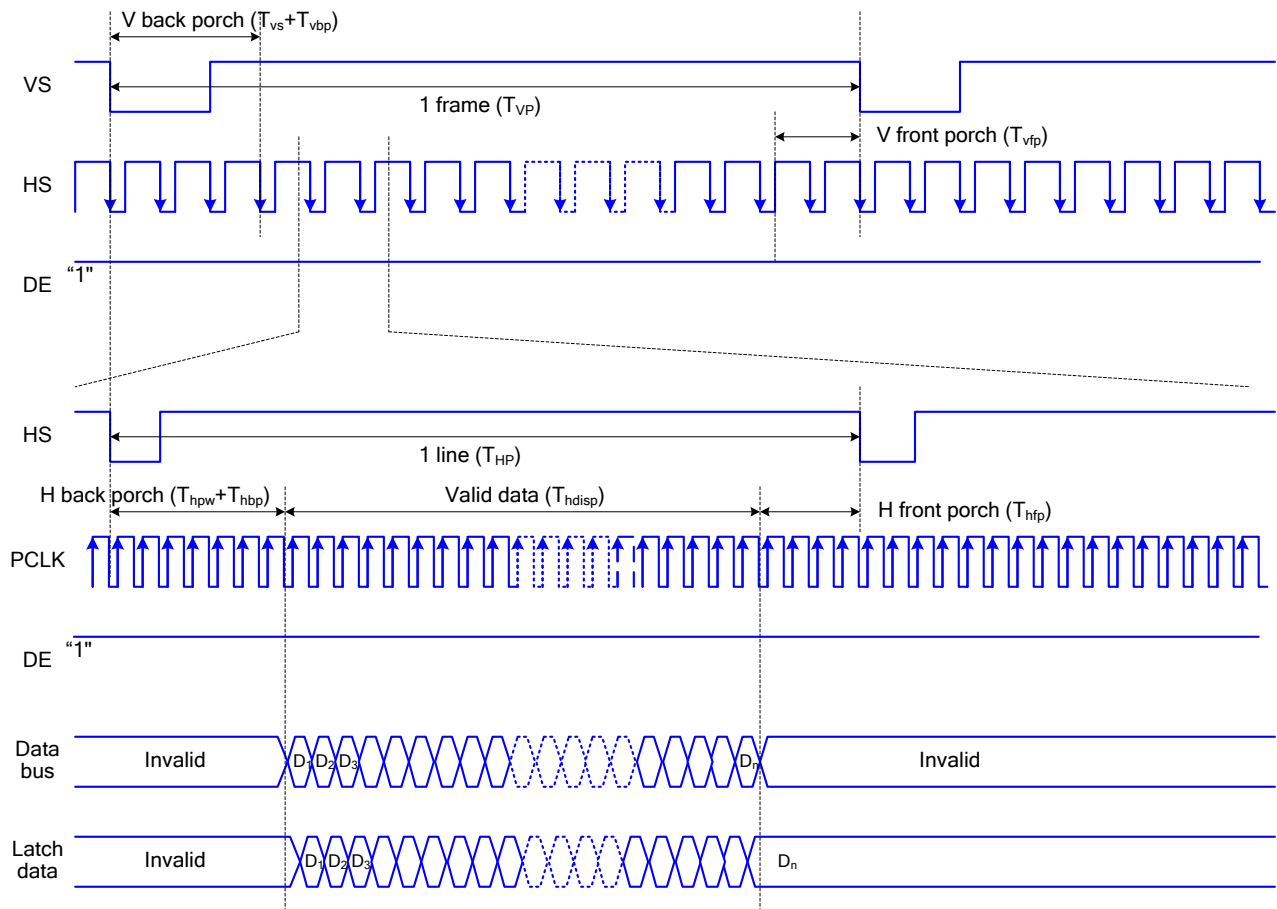 V back porch (Tvs+Tvbp)
VS
1 frame (TVP)
V front porch (Tvfp)
HS
DE
“1"
HS
1 line (THP)
H back porch (Thpw+Thbp)
Valid data (Thdisp)
H front porch (Thfp)
PCLK
DE
“1"
Data
bus
Invalid
D1
D2
D3
Dn
Invalid
Latch
data
Invalid
D1
D2
D3
Dn